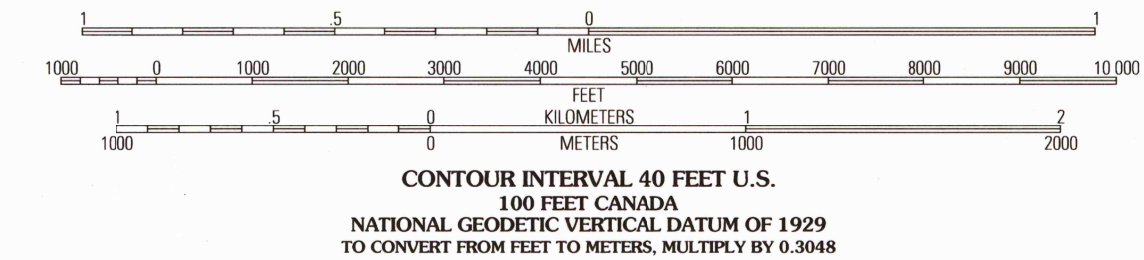 1 .5 0 1
MILES
1000 0 1000 2000 3000 4000 5000 6000 7000 8000 9000 10 000
FEET
1 .5 0 KILOMETERS 1 2
1000 0 METERS 1000 2000
CONTOUR INTERVAL 40 FEET U.S.
100 FEET CANADA
NATIONAL GEODETIC VERTICAL DATUM OF 1929
TO CONVERT FROM FEET TO METERS, MULTIPLY BY 0.3048